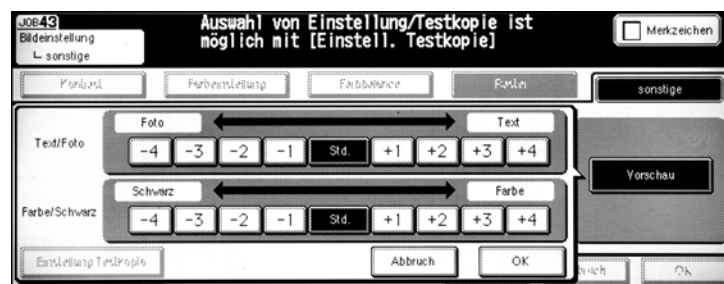 JOB43
Bildeinstellung
sonstige
Auswahl von Einstellung/Testkopie ist
möglich mit [Einstell. Testkopie]
Merkzeichen
Kontrast
Farbeinstellung
Farbbalance
Raster
sonstige
Foto
Text
Text/Foto
-4 -3 -2 -1 Std. +1 +2 +3 +4
Vorschau
Schwarz
Farbe
Farbe/Schwarz
-4 -3 -2 -1 Std. +1 +2 +3 +4
Einstellung Testkopie
Abbruch
OK
OK